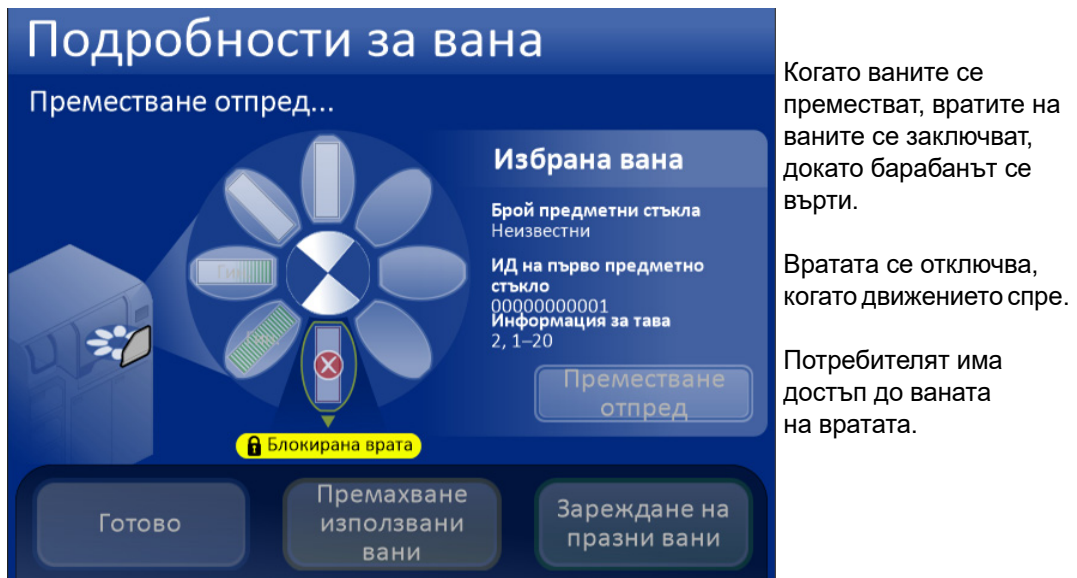 Подробности за вана
Преместване отпред...
Избрана вана
Брой предметни стъкла
Неизвестни
ИД на първо предметно
стъкло
00000000001
Информация за тава
2, 1–20
Преместване
отпред
Блокирана врата
Готово
Премахване
използвани
вани
Зареждане на
празни вани
Когато ваните се
преместват, вратите на
ваните се заключват,
докато барабанът се
върти.
Вратата се отключва,
когато движението спре.
Потребителят има
достъп до ваната
на вратата.